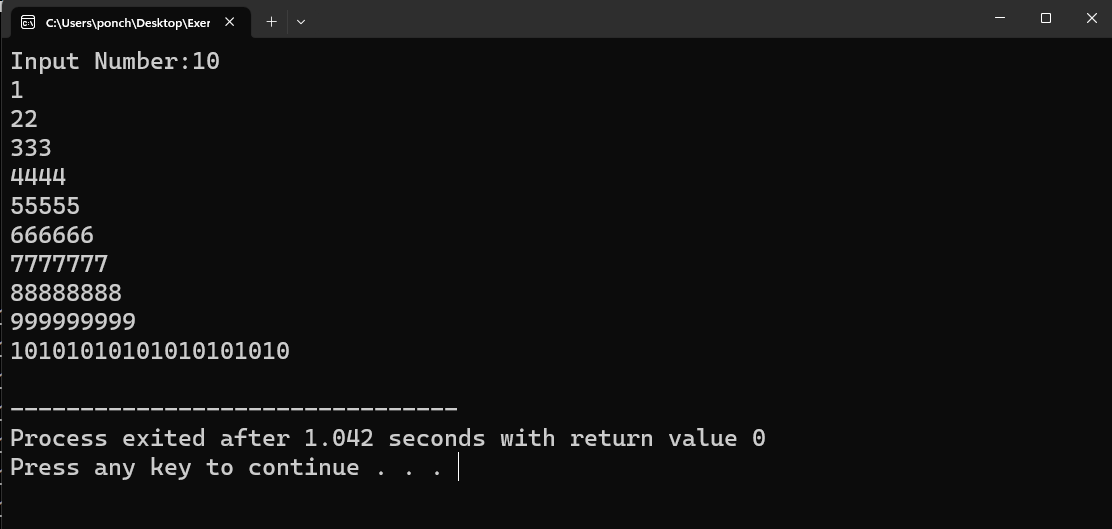 C:\Users\ponch\Desktop\Exer
Input Number:10
1
22
333
4444
55555
666666
7777777
88888888
999999999
10101010101010101010

--------------------------------
Process exited after 1.042 seconds with return value 0
Press any key to continue . . .